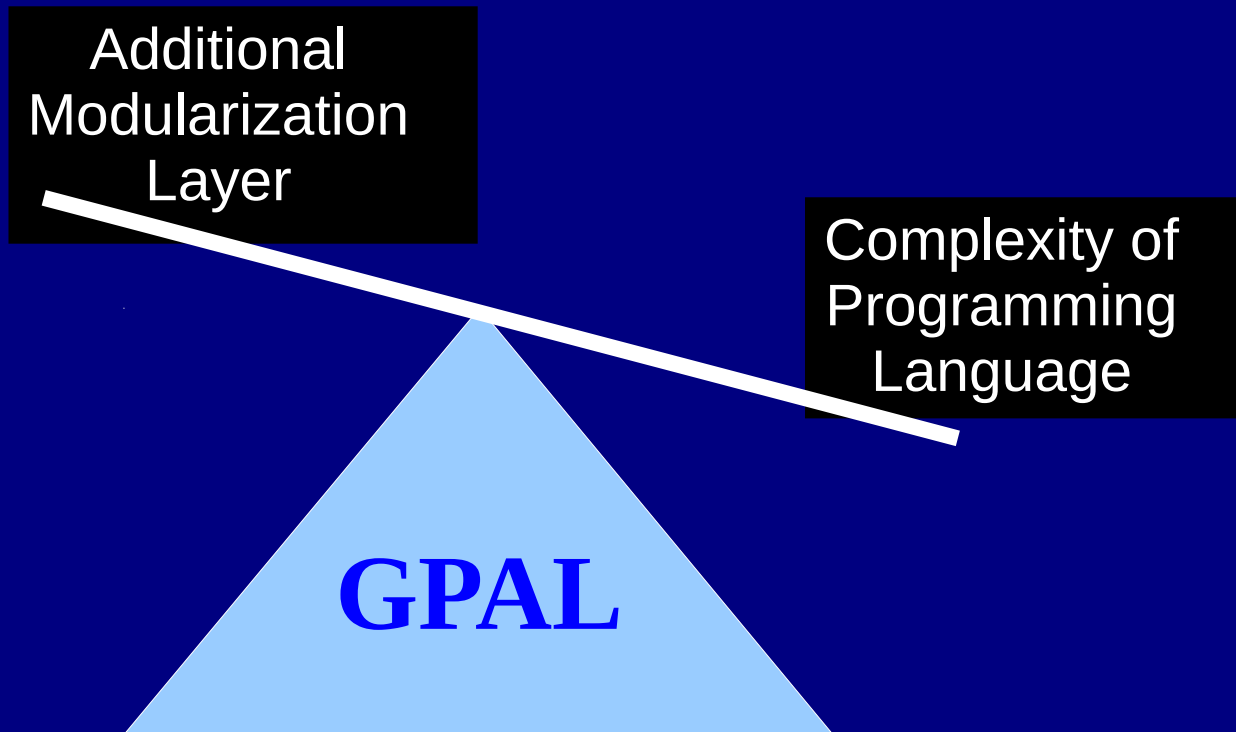 Additional
Modularization
Layer
Complexity of
Programming
Language
GPAL